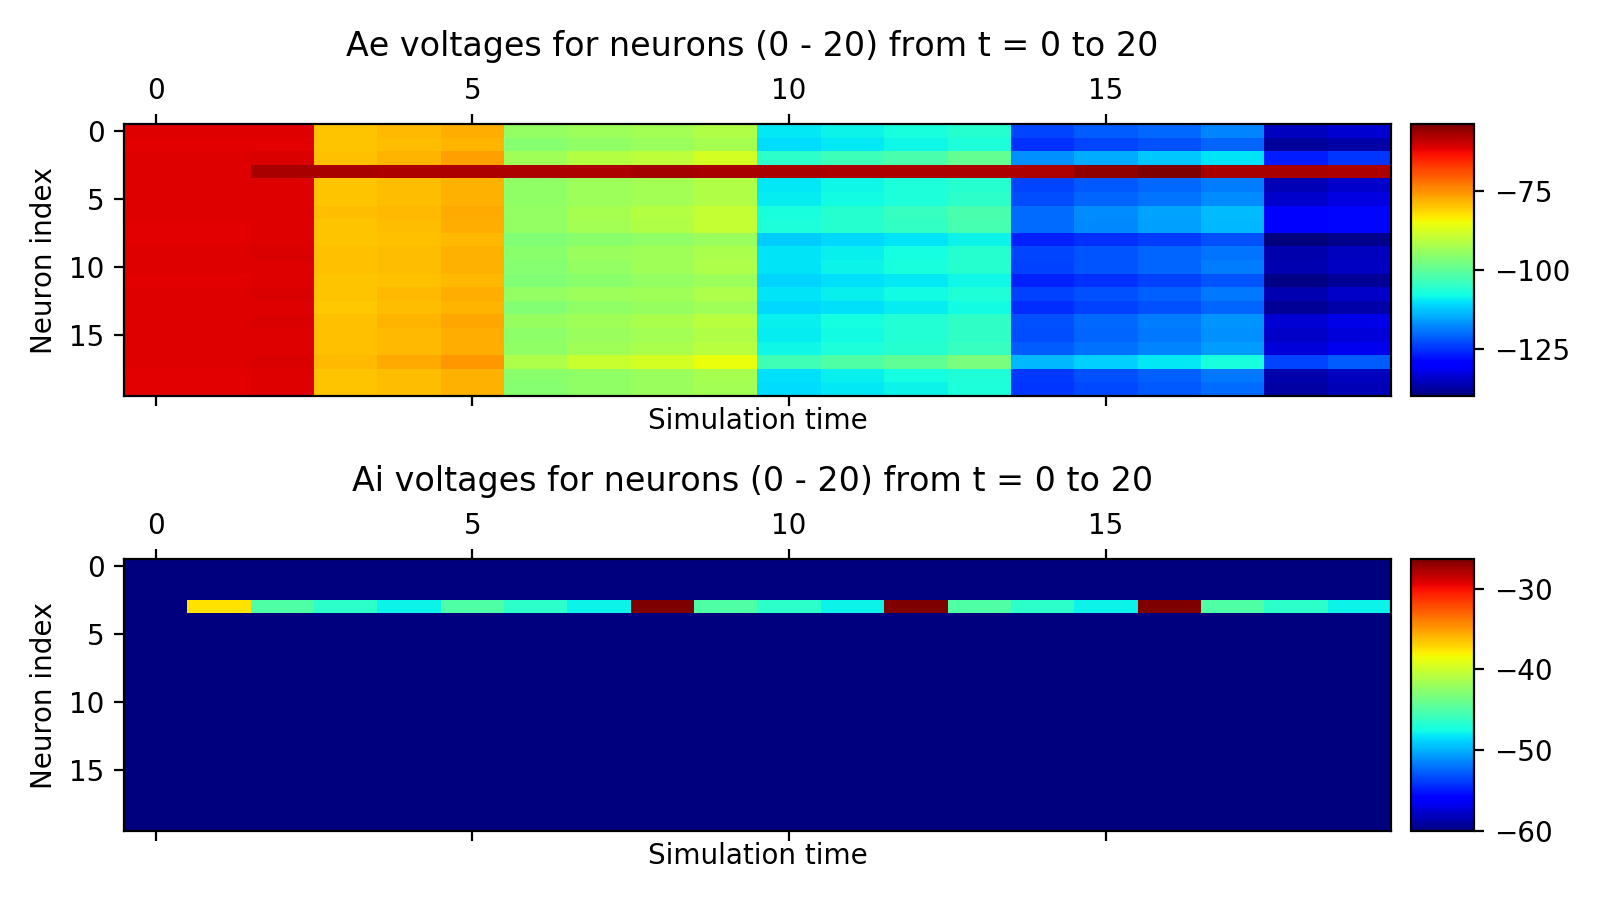 Ae voltages for neurons (0 - 20) from t = 0 to 20
0 5 10 15
Neuron index
0
5
10
15
Simulation time
−75
−100
−125
Ai voltages for neurons (0 - 20) from t = 0 to 20
0 5 10 15
Neuron index
0
5
10
15
Simulation time
−30
−40
−50
−60